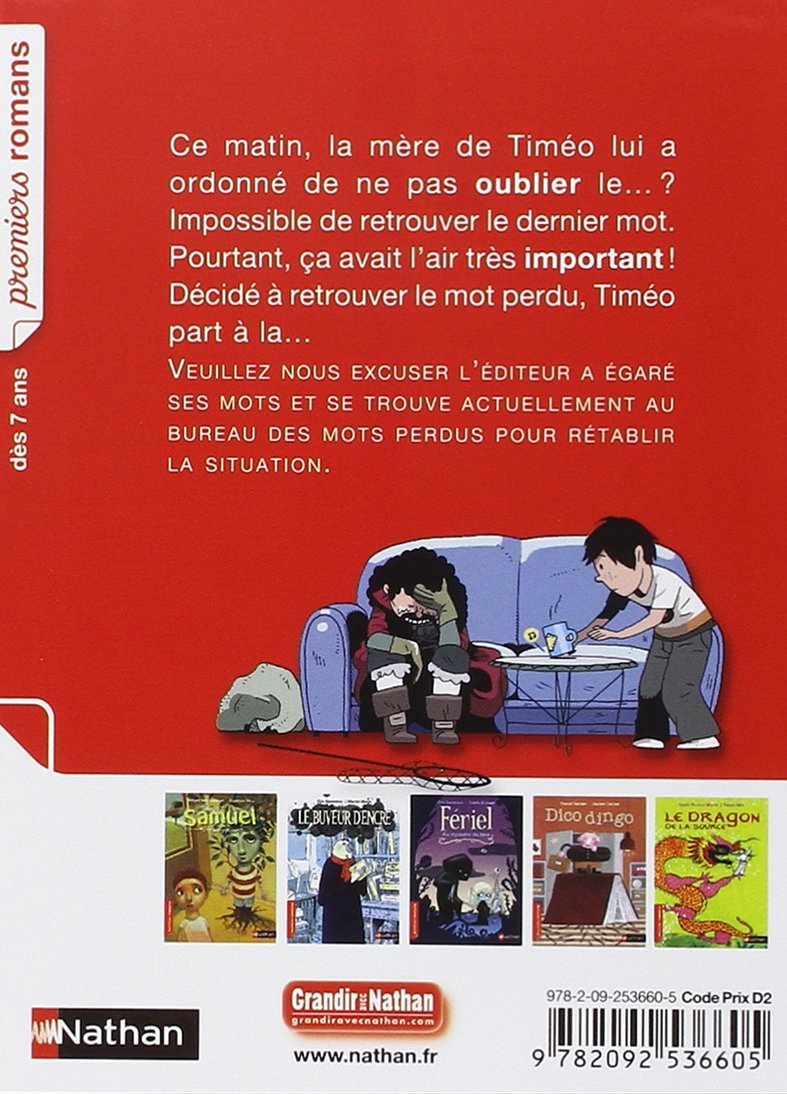 premiers romans
dès 7 ans
Ce matin, la mère de Timéo lui a
ordonné de ne pas oublier le… ?
Impossible de retrouver le dernier mot.
Pourtant, ça avait l'air très important !
Décidé à retrouver le mot perdu, Timéo
part à la…
VEUILLEZ NOUS EXCUSER L'ÉDITEUR A ÉGARÉ
SES MOTS ET SE TROUVE ACTUELLEMENT AU
BUREAU DES MOTS PERDUS POUR RÉTABLIR
LA SITUATION.
Samuel
LE BUVEUR D'ENCRE
Fériel
Dico dingo
LE DRAGON
DE LA SOURCE
Nathan
Grandir avec Nathan
grandiravecnathan.com
www.nathan.fr
978-2-09-253660-5 Code Prix D2
9 782092 536605